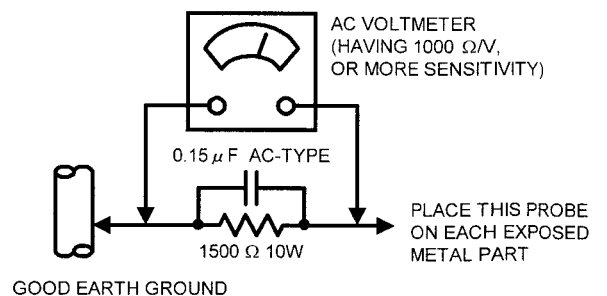 AC VOLTMETER
(HAVING 1000 Ω/V,
OR MORE SENSITIVITY)
0.15 μ F AC-TYPE
1500 Ω 10W
PLACE THIS PROBE
ON EACH EXPOSED
METAL PART
GOOD EARTH GROUND